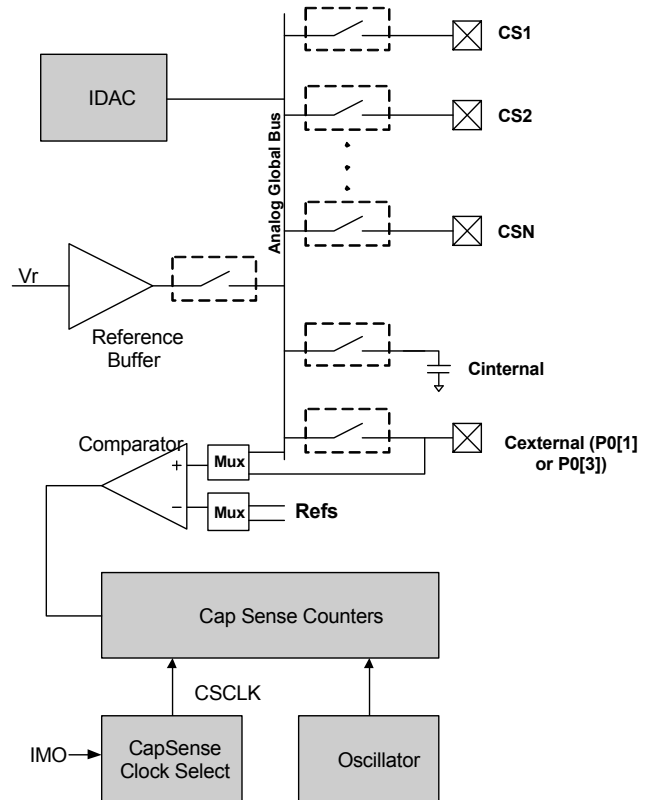 CS1
IDAC
CS2
Analog Global Bus
CSN
Vr
Reference
Buffer
Cinternal
Comparator
+
Mux
Cexternal (P0[1]
or P0[3])
−
Mux
Refs
Cap Sense Counters
CSCLK
IMO
CapSense
Clock Select
Oscillator